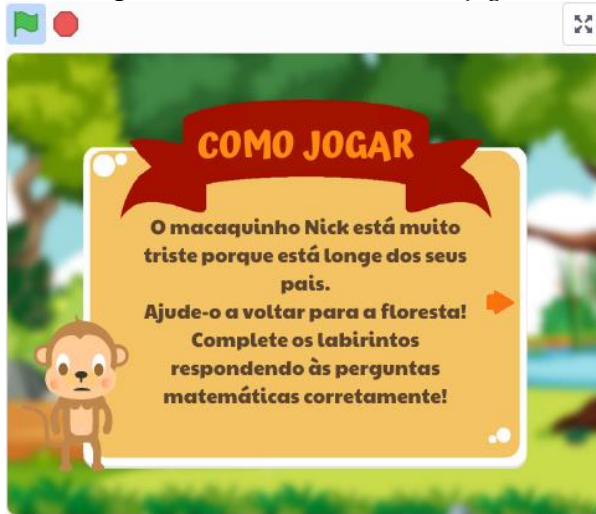 COMO JOGAR
O macaquinho Nick está muito
triste porque está longe dos seus
pais.
Ajude-o a voltar para a floresta!
Complete os labirintos
respondendo às perguntas
matemáticas corretamente!